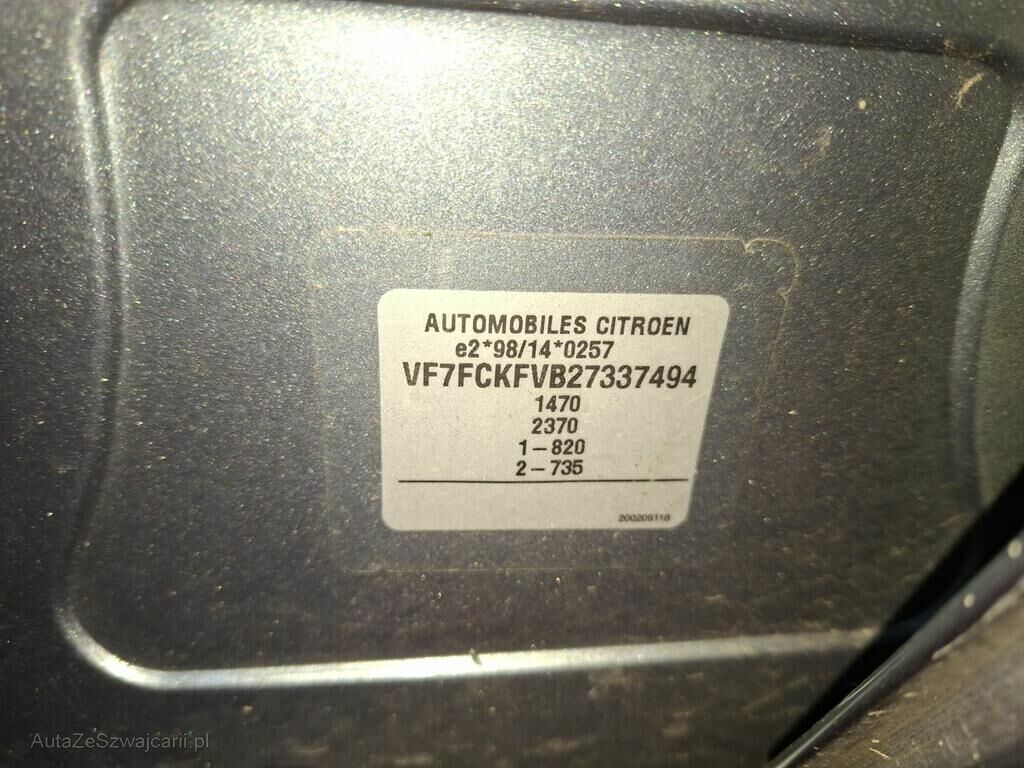 AUTOMOBILES CITROEN
e2*98/14*0257
VF7FCKFVB27337494
1470
2370
1-820
2-735
200205118
AutaZeSzwajcarii.pl